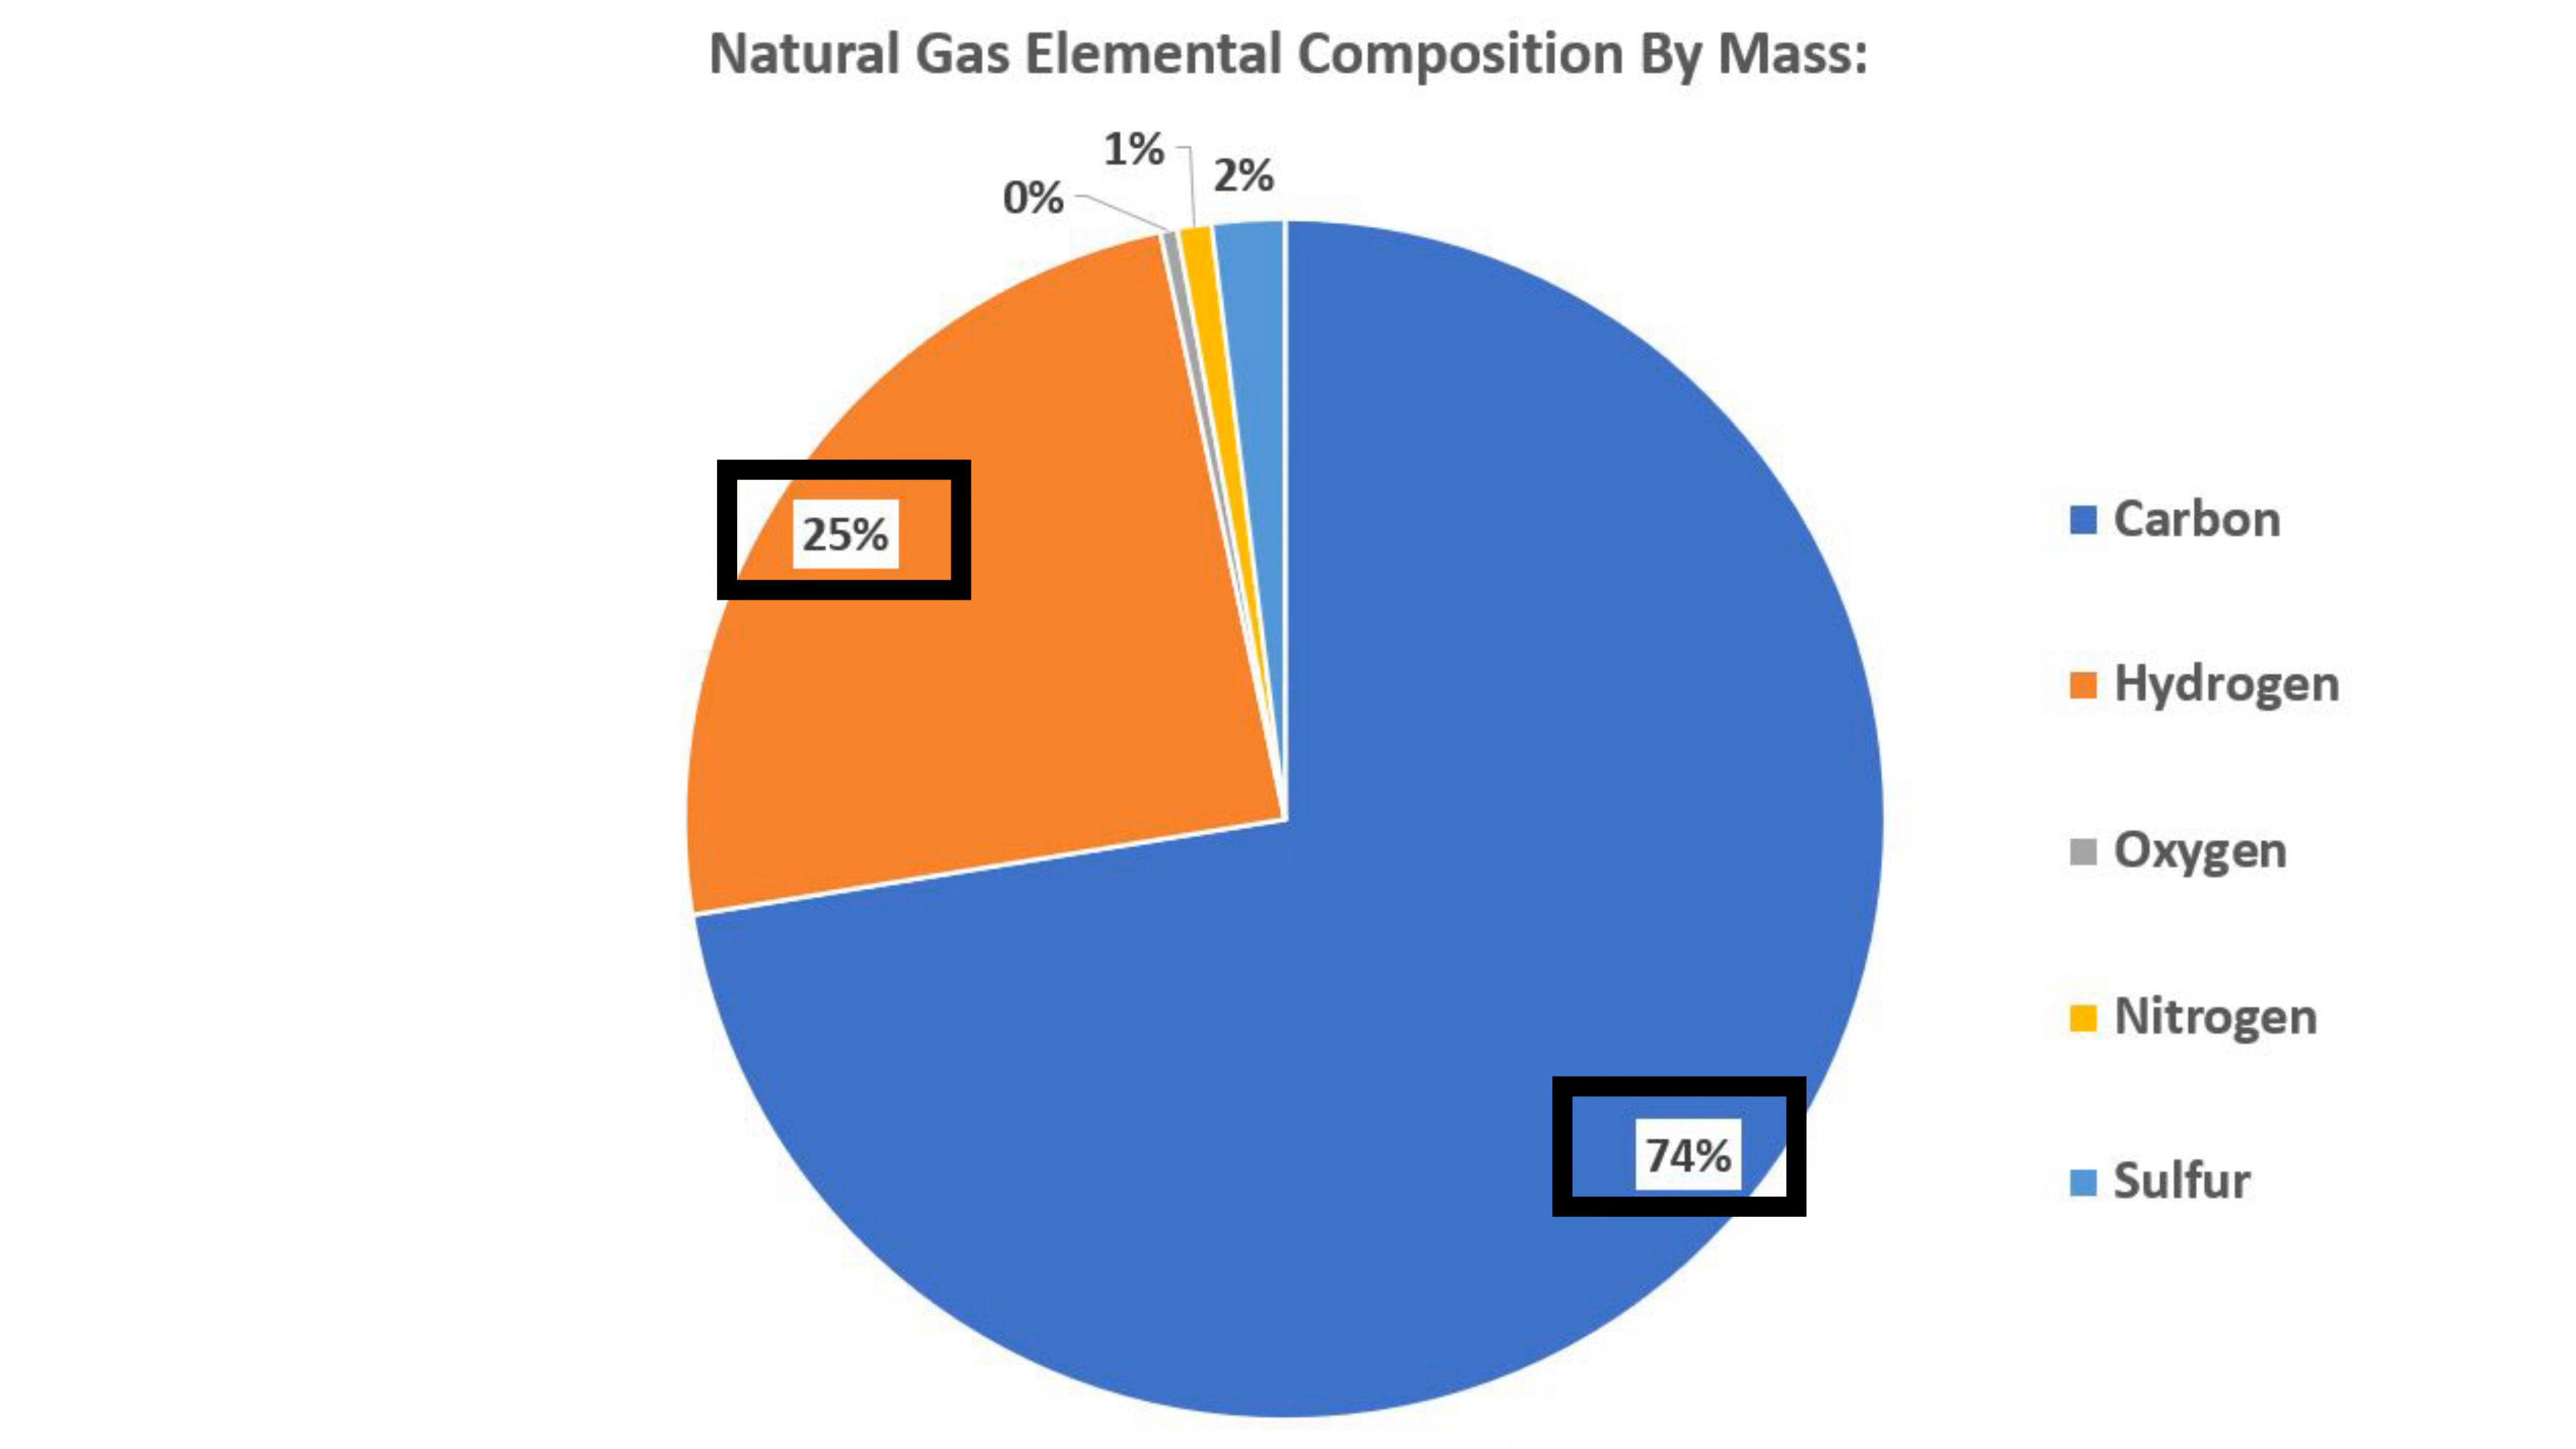 Natural Gas Elemental Composition By Mass:
1%
2%
0%
25%
Carbon
Hydrogen
Oxygen
Nitrogen
74%
Sulfur